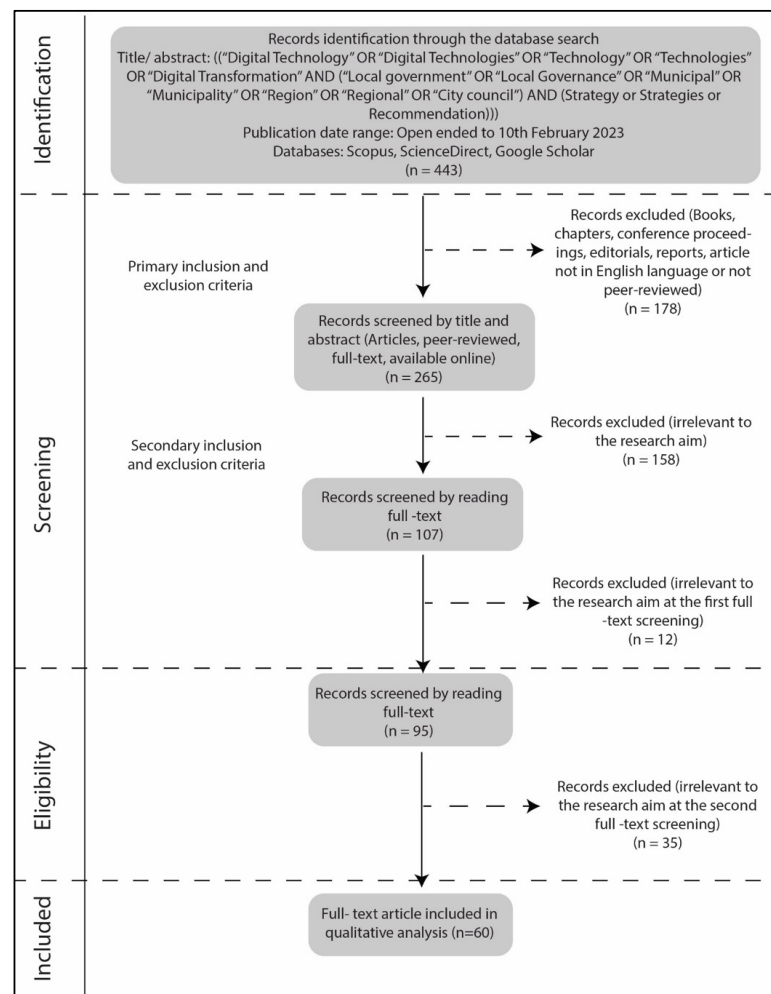 Identification
Records identification through the database search
Title/ abstract: ((“Digital Technology” OR “Digital Technologies” OR “Technology” OR “Technologies”
OR “Digital Transformation” AND (“Local government” OR “Local Governance” OR “Municipal” OR
“Municipality” OR “Region” OR “Regional” OR “City council”) AND (Strategy or Strategies or
Recommendation)))
Publication date range: Open ended to 10th February 2023
Databases: Scopus, ScienceDirect, Google Scholar
(n = 443)
Screening
Primary inclusion and
exclusion criteria
Records excluded (Books,
chapters, conference proceed-
ings, editorials, reports, article
not in English language or not
peer-reviewed)
(n = 178)
Records screened by title and
abstract (Articles, peer-reviewed,
full-text, available online)
(n = 265)
Secondary inclusion
and exclusion criteria
Records excluded (irrelevant to
the research aim)
(n = 158)
Records screened by reading
full -text
(n = 107)
Records excluded (irrelevant to
the research aim at the first full
-text screening)
(n = 12)
Eligibility
Records screened by reading
full-text
(n = 95)
Records excluded (irrelevant to
the research aim at the second
full -text screening)
(n = 35)
Included
Full- text article included in
qualitative analysis (n=60)